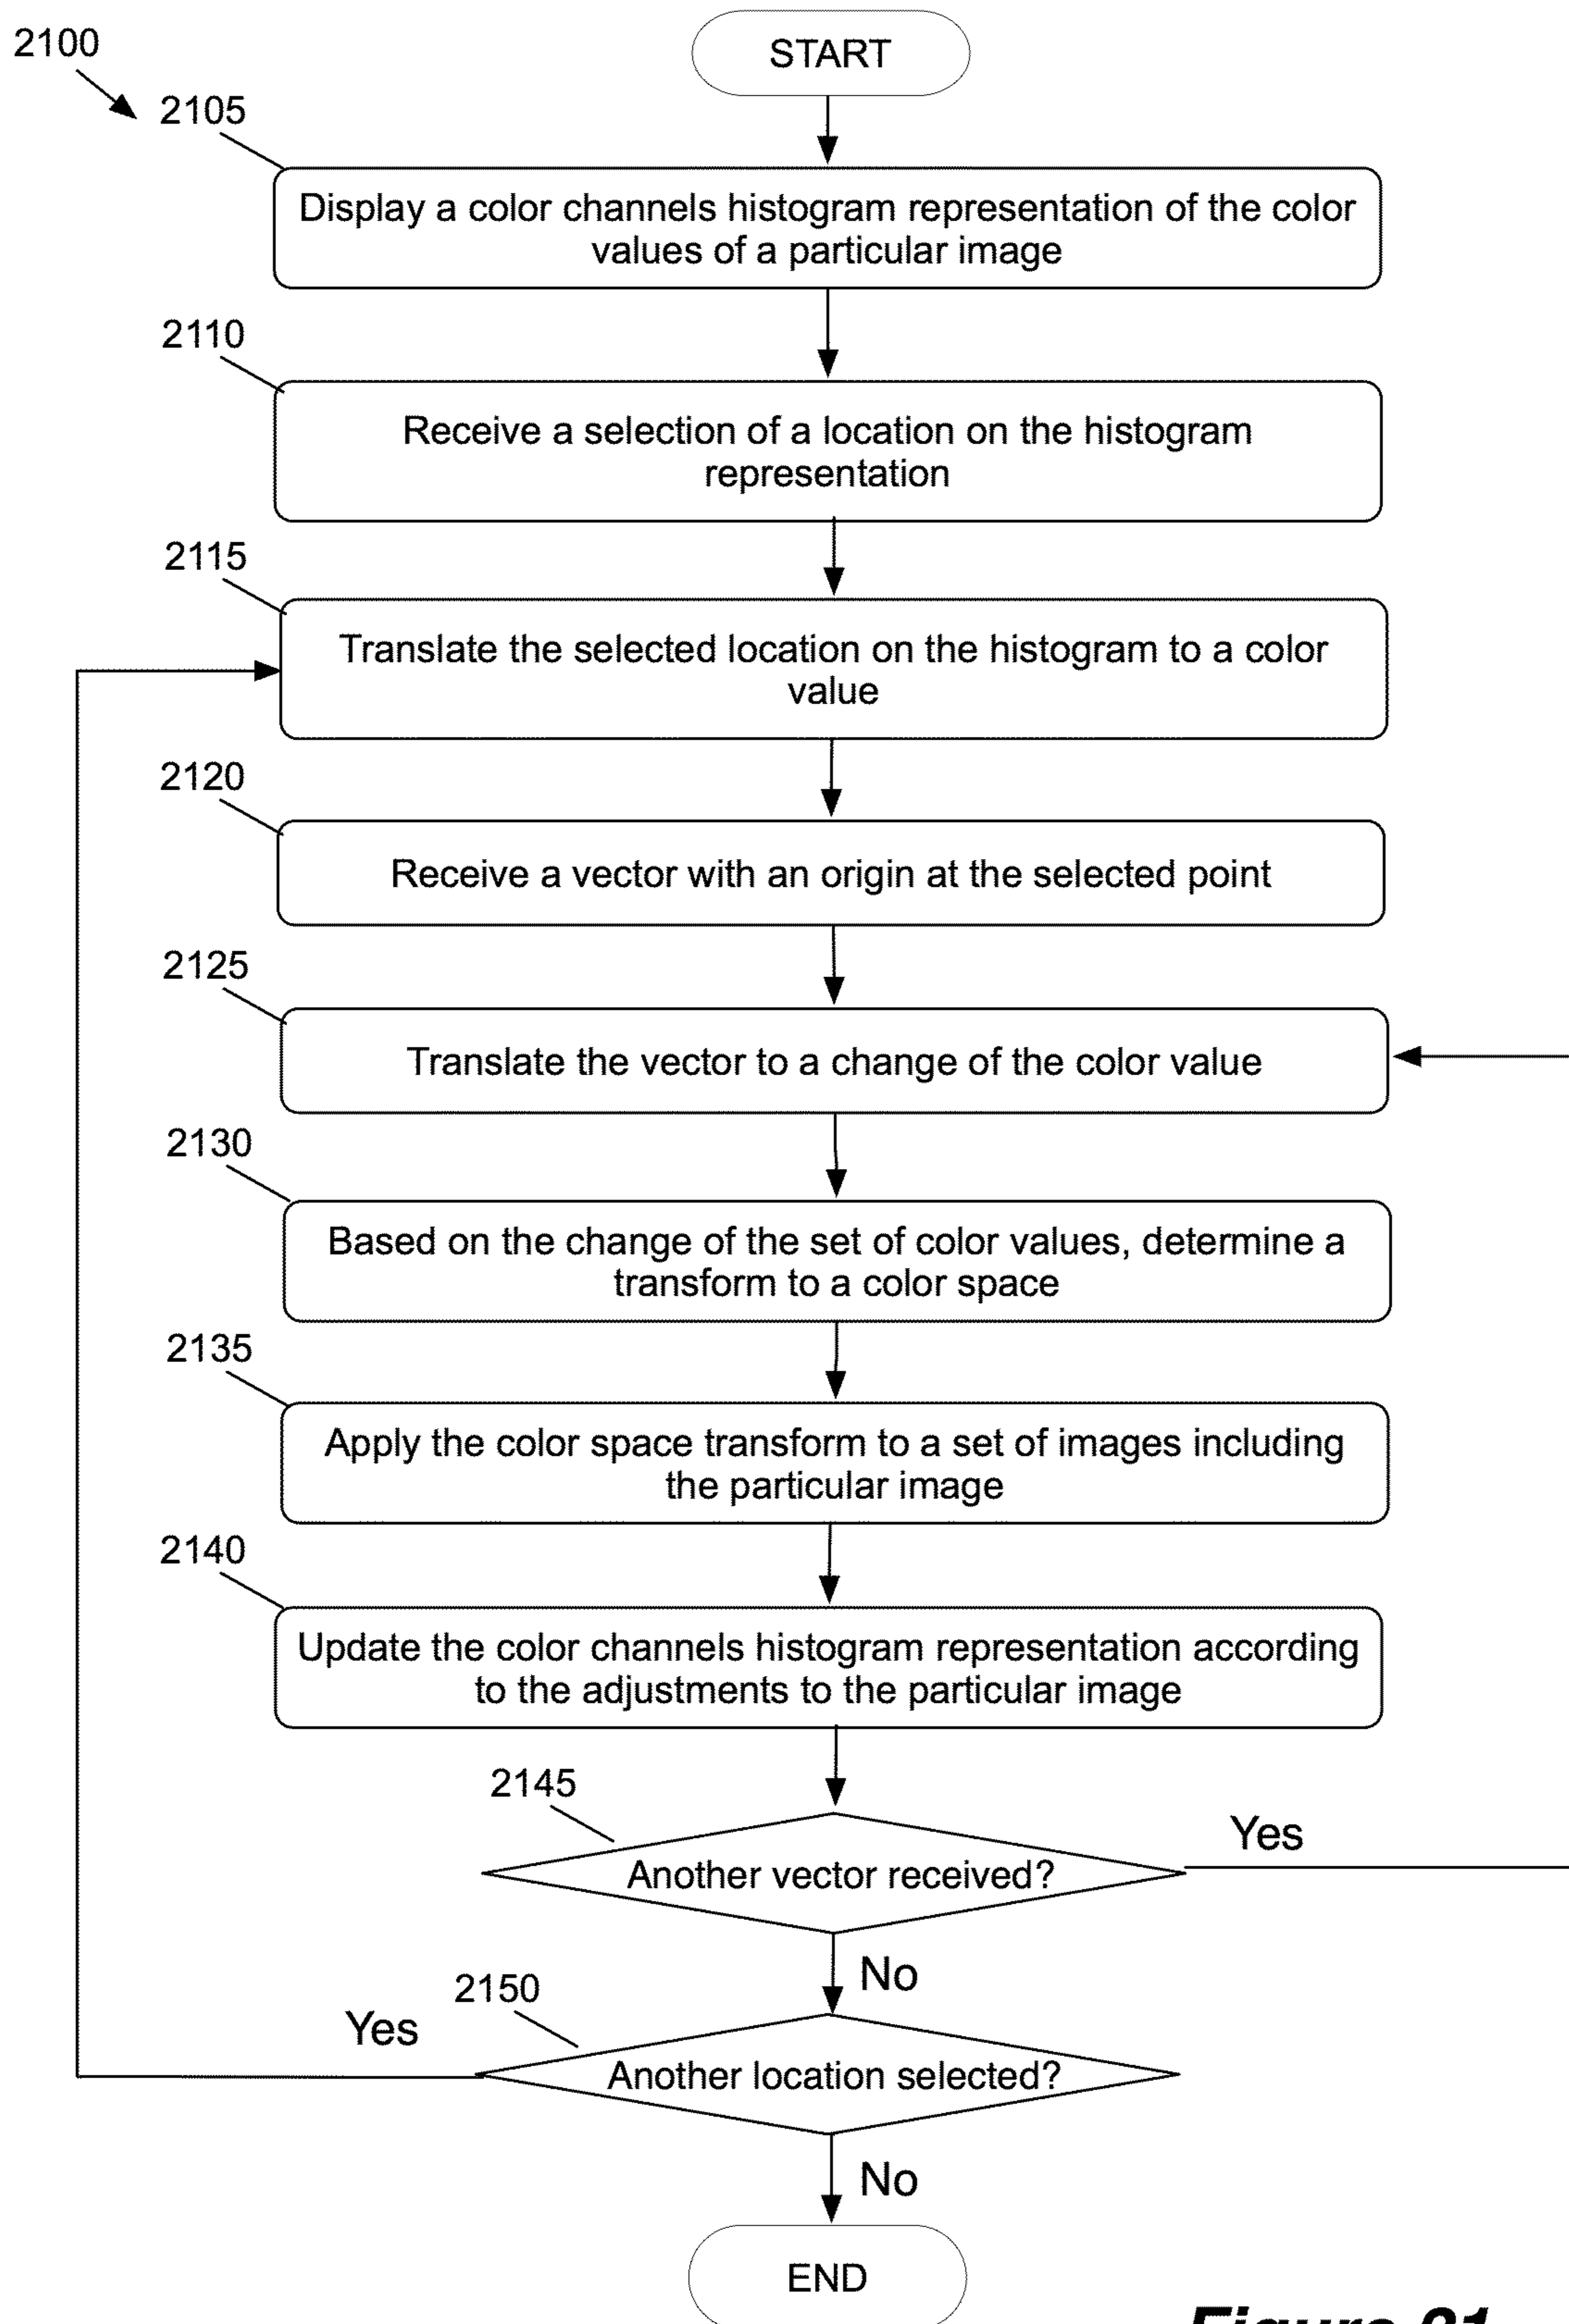 2100
START
2105
Display a color channels histogram representation of the color
values of a particular image
2110
Receive a selection of a location on the histogram
representation
2115
Translate the selected location on the histogram to a color
value
2120
Receive a vector with an origin at the selected point
2125
Translate the vector to a change of the color value
2130
Based on the change of the set of color values, determine a
transform to a color space
2135
Apply the color space transform to a set of images including
the particular image
2140
Update the color channels histogram representation according
to the adjustments to the particular image
2145
Another vector received?
Yes
No
2150
Another location selected?
Yes
No
END
Figure 21